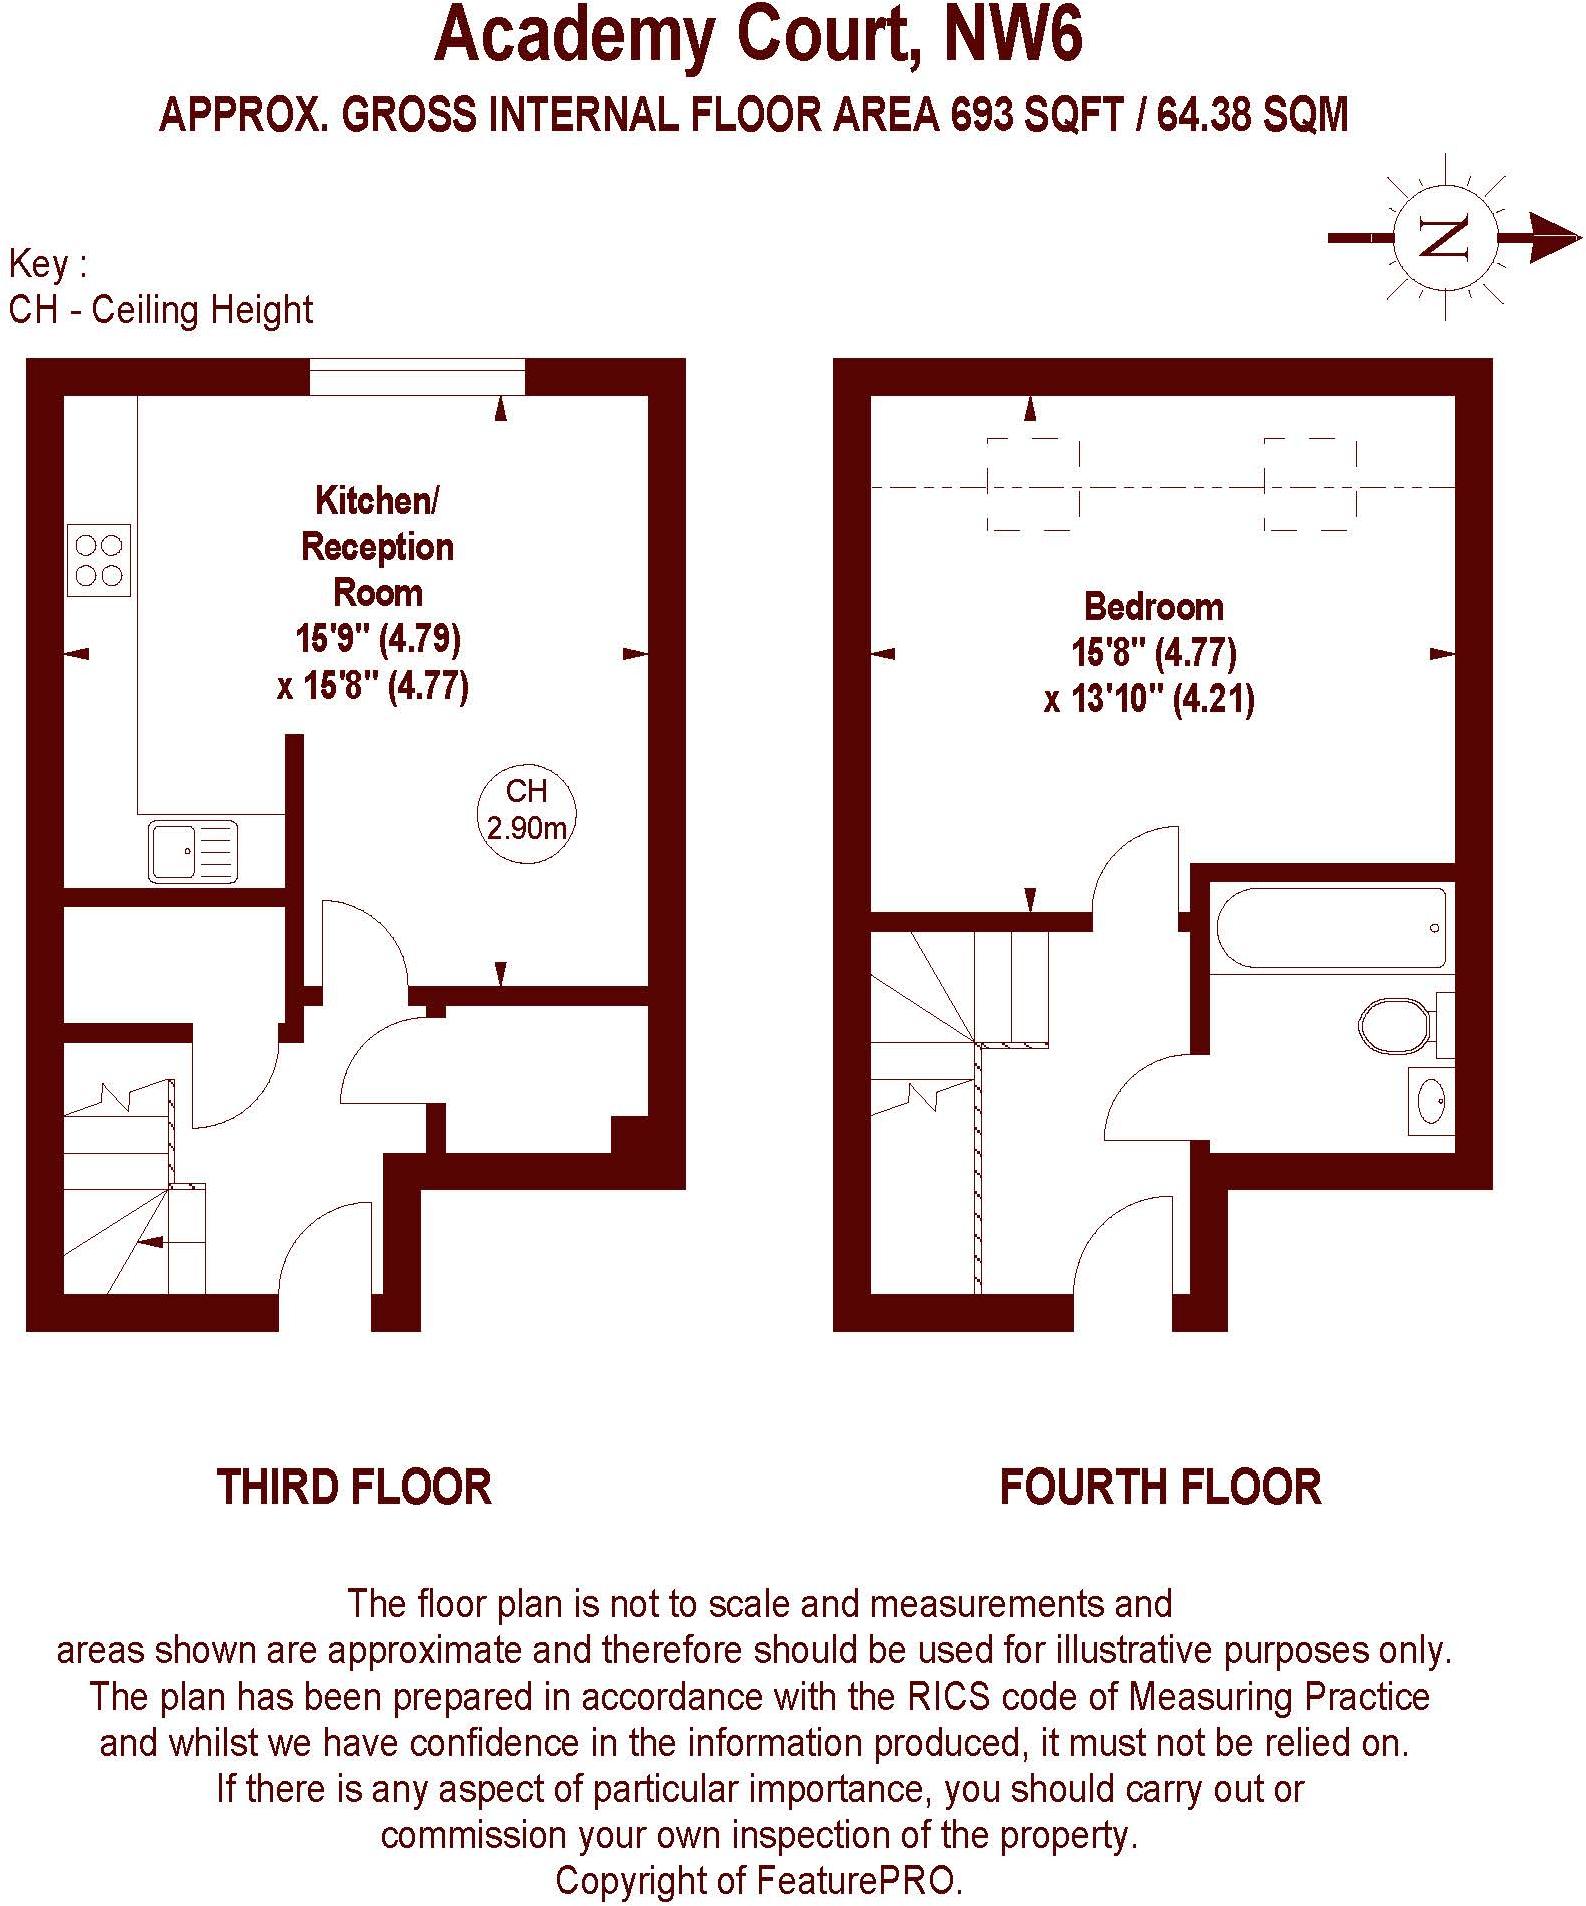 Academy Court, NW6
APPROX. GROSS INTERNAL FLOOR AREA 693 SQFT / 64.38 SQM
N
Key :
CH - Ceiling Height
Kitchen/
Reception
Room
15'9" (4.79)
x 15'8" (4.77)
CH
2.90m
Bedroom
15'8" (4.77)
x 13'10" (4.21)
THIRD FLOOR
FOURTH FLOOR
The floor plan is not to scale and measurements and
areas shown are approximate and therefore should be used for illustrative purposes only.
The plan has been prepared in accordance with the RICS code of Measuring Practice
and whilst we have confidence in the information produced, it must not be relied on.
If there is any aspect of particular importance, you should carry out or
commission your own inspection of the property.
Copyright of FeaturePRO.